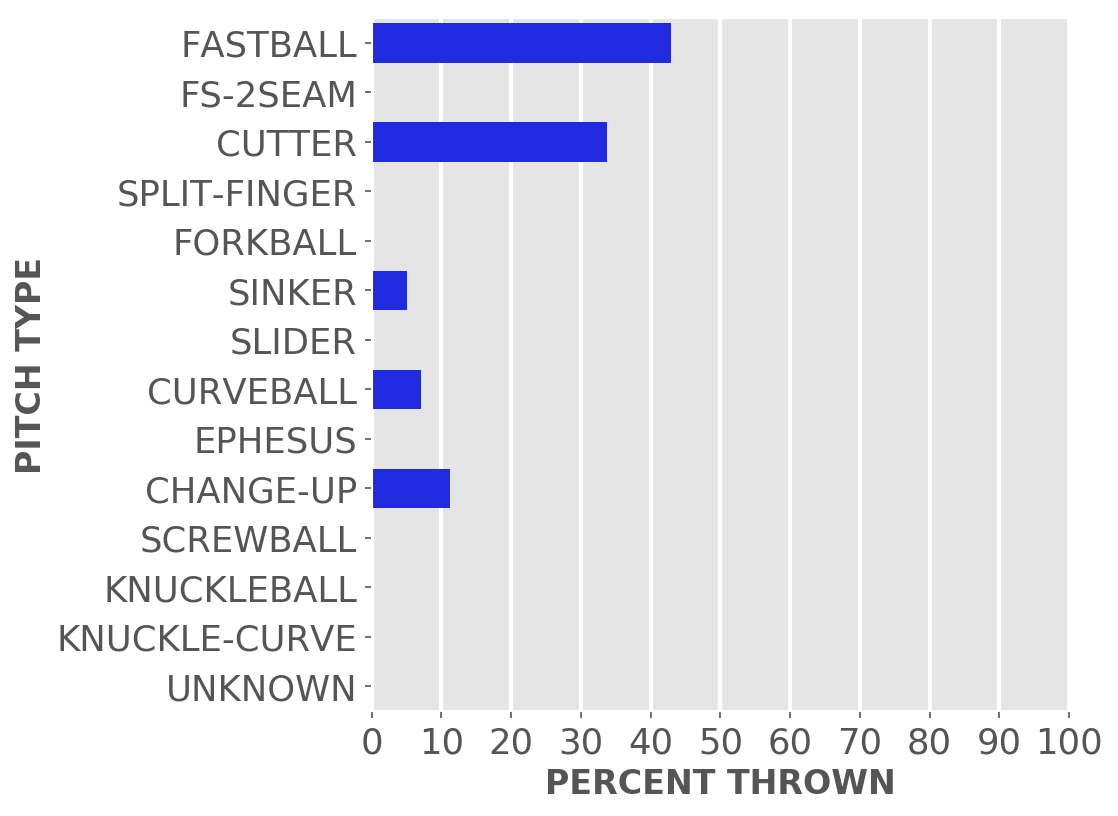 FASTBALL
FS-2SEAM
CUTTER
SPLIT-FINGER
FORKBALL
SINKER
SLIDER
CURVEBALL
EPHESUS
CHANGE-UP
SCREWBALL
KNUCKLEBALL
KNUCKLE-CURVE
UNKNOWN
PITCH TYPE
0 10 20 30 40 50 60 70 80 90 100
PERCENT THROWN